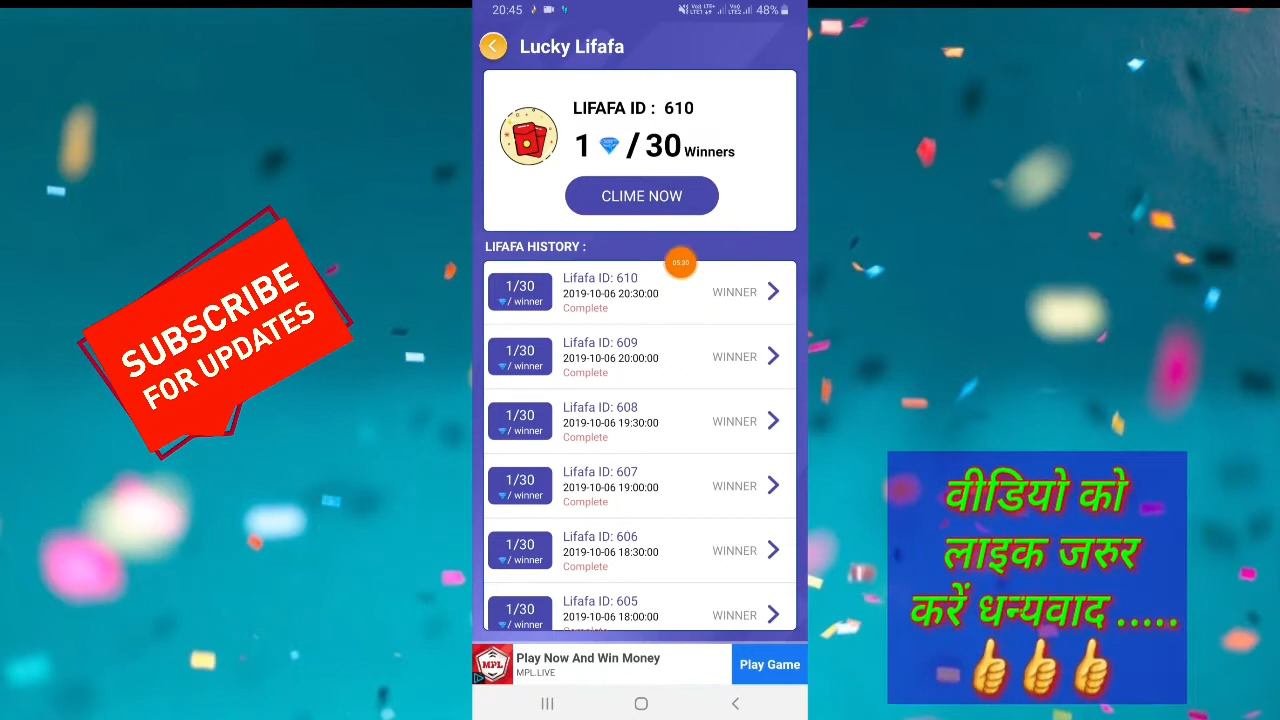 20:45
48%
Lucky Lifafa
LIFAFA ID : 610
1 / 30 Winners
CLIME NOW
LIFAFA HISTORY :
05:30
1/30
/ winner
Lifafa ID: 610
2019-10-06 20:30:00
Complete
WINNER
1/30
/ winner
Lifafa ID: 609
2019-10-06 20:00:00
Complete
WINNER
1/30
/ winner
Lifafa ID: 608
2019-10-06 19:30:00
Complete
WINNER
1/30
/ winner
Lifafa ID: 607
2019-10-06 19:00:00
Complete
WINNER
1/30
/ winner
Lifafa ID: 606
2019-10-06 18:30:00
Complete
WINNER
1/30
/ winner
Lifafa ID: 605
2019-10-06 18:00:00
WINNER
MPL
Play Now And Win Money
MPL.LIVE
Play Game
SUBSCRIBE
FOR UPDATES
वीडियो को
लाइक जरुर
करें धन्यवाद .....